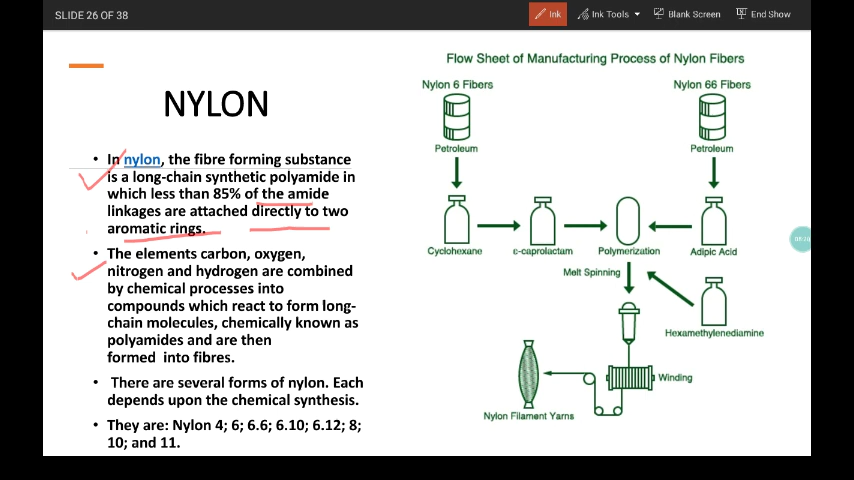 SLIDE 26 OF 38
Ink
Ink Tools
Blank Screen
End Show
NYLON
• In nylon, the fibre forming substance
is a long-chain synthetic polyamide in
which less than 85% of the amide
linkages are attached directly to two
aromatic rings.
• The elements carbon, oxygen,
nitrogen and hydrogen are combined
by chemical processes into
compounds which react to form long-
chain molecules, chemically known as
polyamides and are then
formed into fibres.
• There are several forms of nylon. Each
depends upon the chemical synthesis.
• They are: Nylon 4; 6; 6.6; 6.10; 6.12; 8;
10; and 11.
Flow Sheet of Manufacturing Process of Nylon Fibers
Nylon 6 Fibers
Nylon 66 Fibers
Petroleum
Petroleum
Cyclohexane
ε-caprolactam
Polymerization
Adipic Acid
Melt Spinning
Hexamethylenediamine
Winding
Nylon Filament Yarns